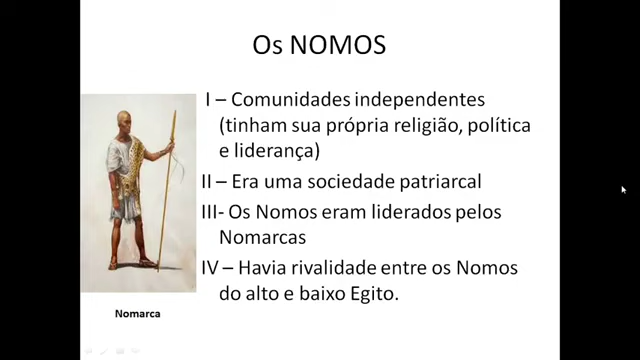 Os NOMOS
I – Comunidades independentes
(tinham sua própria religião, política
e liderança)
II – Era uma sociedade patriarcal
III- Os Nomos eram liderados pelos
Nomarcas
IV – Havia rivalidade entre os Nomos
do alto e baixo Egito.
Nomarca